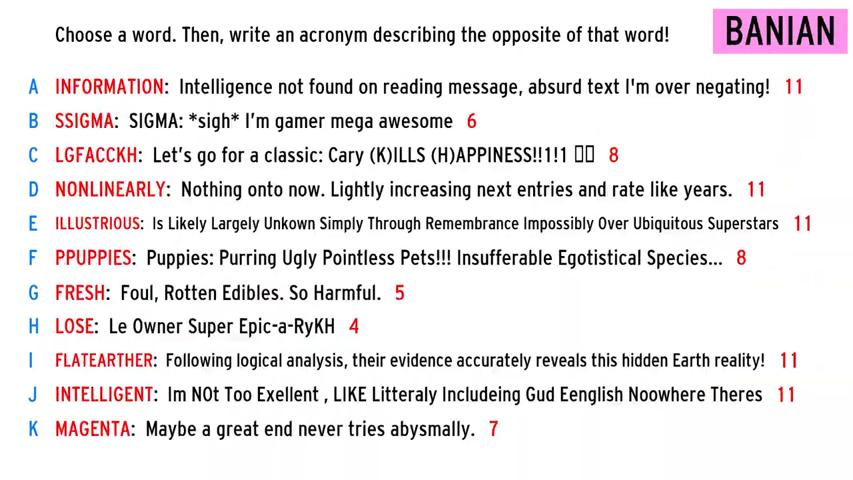 Choose a word. Then, write an acronym describing the opposite of that word!
BANIAN
A INFORMATION: Intelligence not found on reading message, absurd text I'm over negating! 11
B SSIGMA: SIGMA: *sigh* I'm gamer mega awesome 6
C LGFACCKH: Let's go for a classic: Cary (K)ILLS (H)APPINESS!!1!1 8
D NONLINEARLY: Nothing onto now. Lightly increasing next entries and rate like years. 11
E ILLUSTRIOUS: Is Likely Largely Unkown Simply Through Remembrance Impossibly Over Ubiquitous Superstars 11
F PPUPPIES: Puppies: Purring Ugly Pointless Pets!!! Insufferable Egotistical Species... 8
G FRESH: Foul, Rotten Edibles. So Harmful. 5
H LOSE: Le Owner Super Epic-a-RyKH 4
I FLATEARTHER: Following logical analysis, their evidence accurately reveals this hidden Earth reality! 11
J INTELLIGENT: Im NOt Too Exellent , LIKE Litteraly Includeing Gud Eenglish Noowhere Theres 11
K MAGENTA: Maybe a great end never tries abysmally. 7